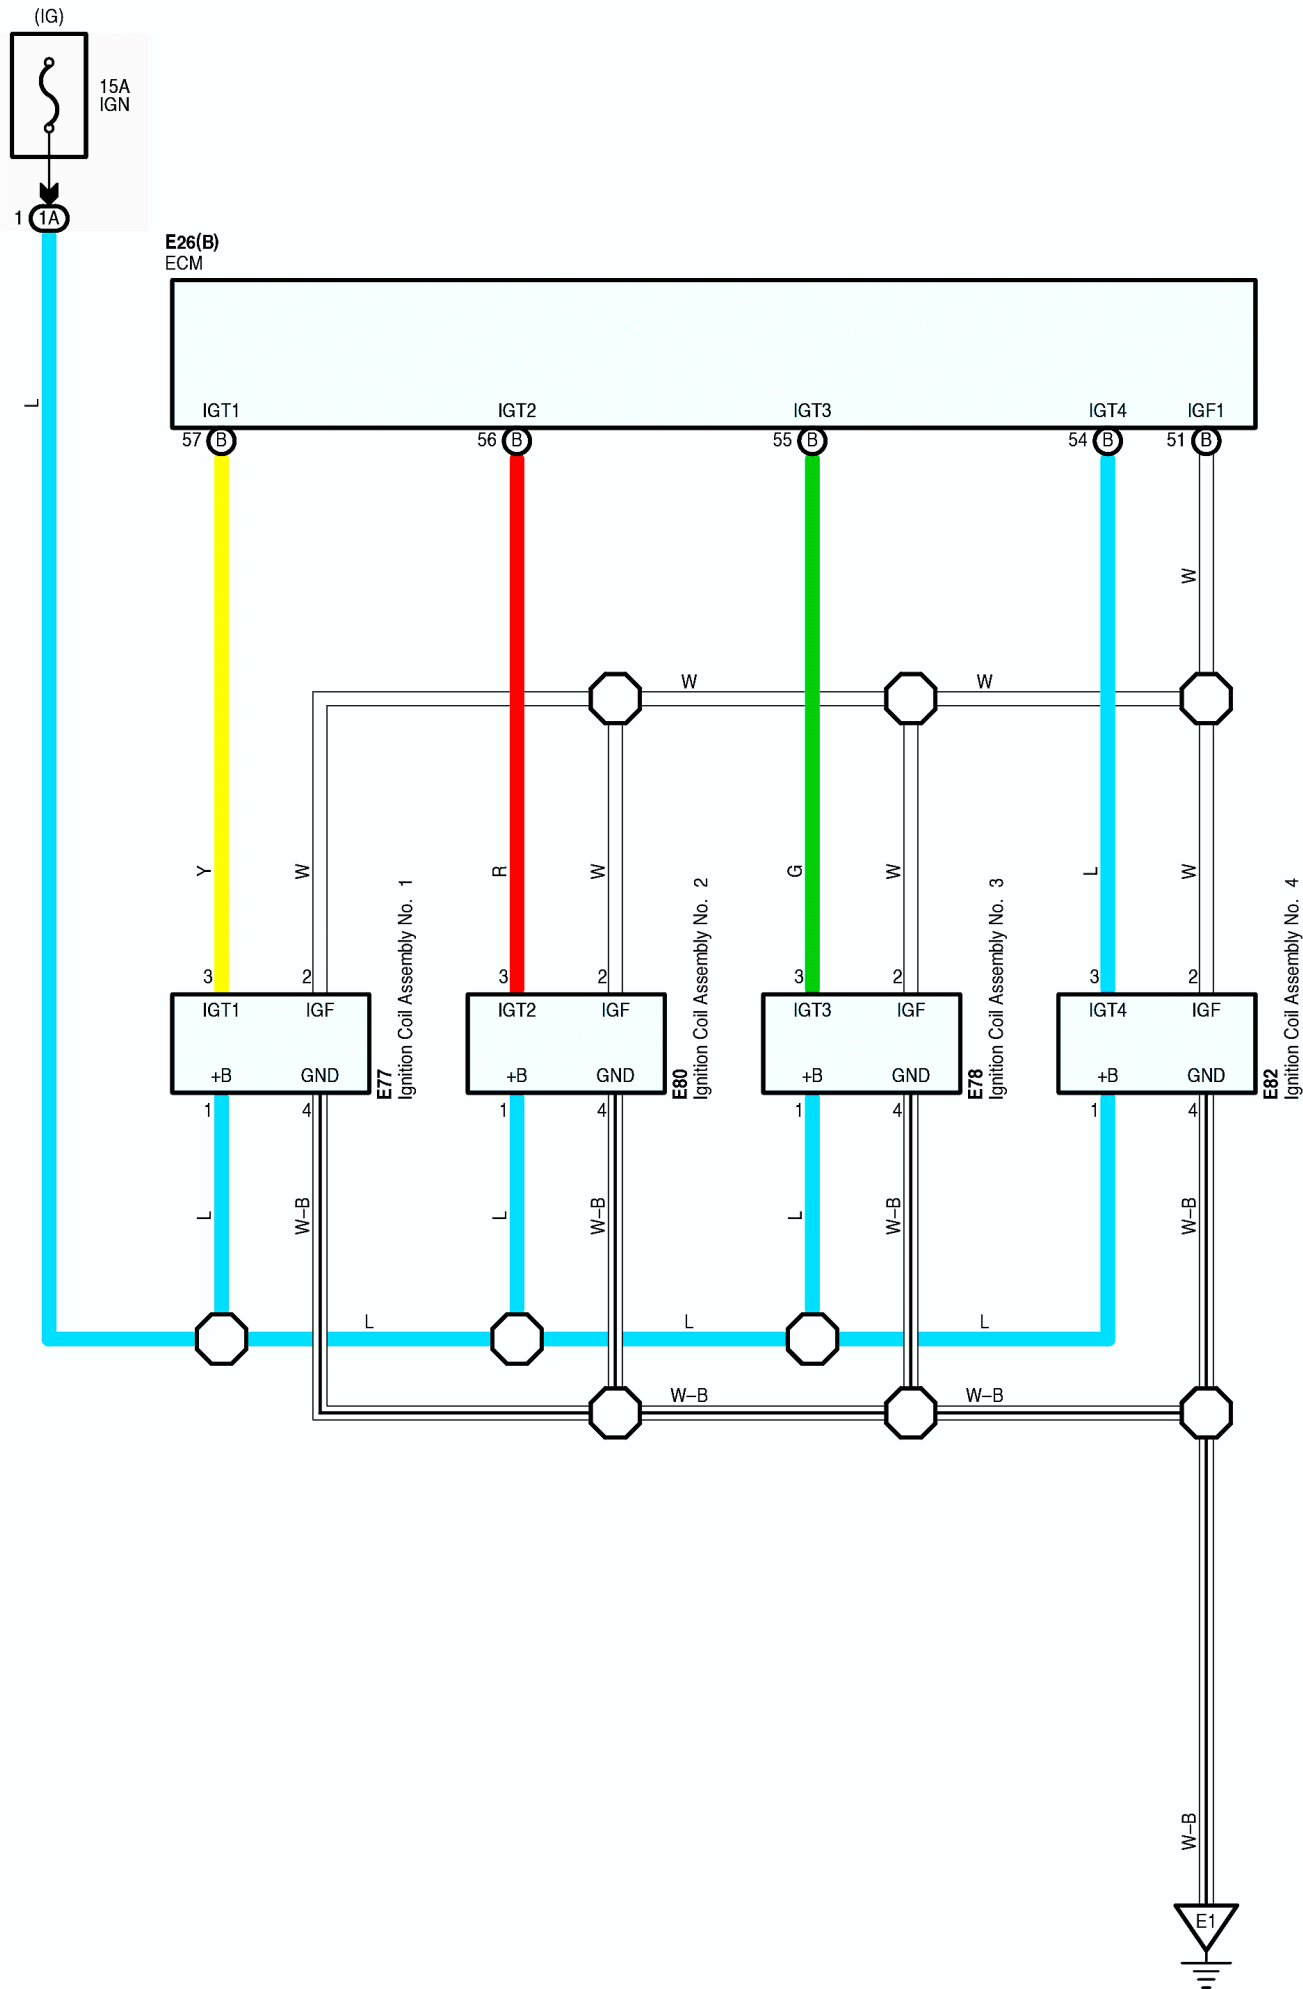 (IG)
15A
IGN
1 1A
E26(B)
ECM
IGT1 IGT2 IGT3 IGT4 IGF1
57 B 56 B 55 B 54 B 51 B
L
W
W W
Y W R W G W L W
3 2 3 2 3 2 3 2
IGT1 IGF IGT2 IGF IGT3 IGF IGT4 IGF
+B GND +B GND +B GND +B GND
E77
Ignition Coil Assembly No. 1
E80
Ignition Coil Assembly No. 2
E78
Ignition Coil Assembly No. 3
E82
Ignition Coil Assembly No. 4
1 4 1 4 1 4 1 4
L W–B L W–B L W–B W–B
L L L
W–B W–B
W–B
E1